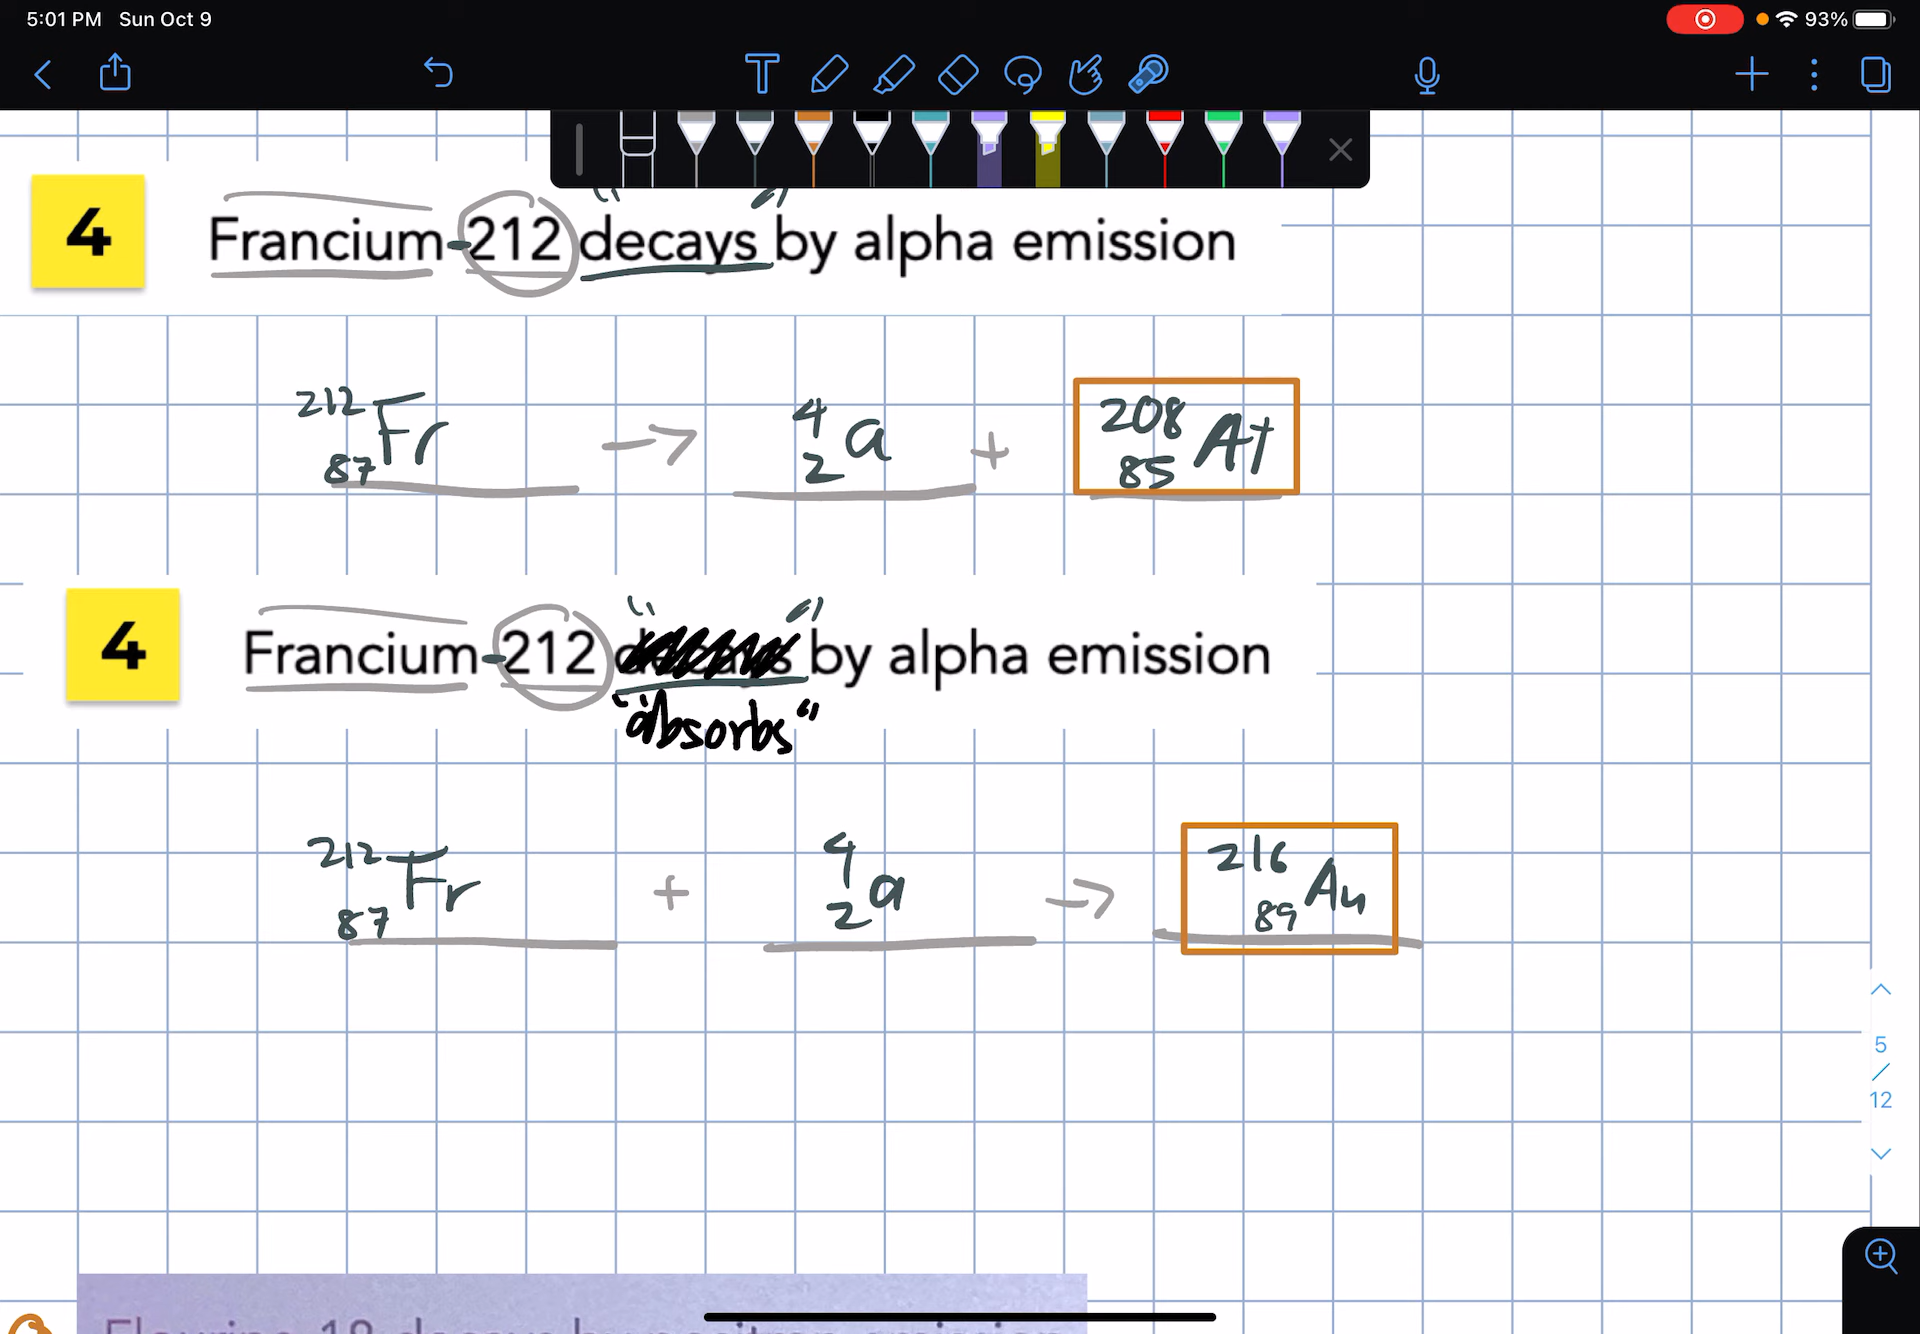 5:01 PM Sun Oct 9 93%
4 Francium-212 "decays" by alpha emission
212 87 Fr → 4 2 α + 208 85 At
4 Francium-212 " " by alpha emission
"absorbs"
212 87 Fr + 4 2 α → 216 89 Au
5
/
12